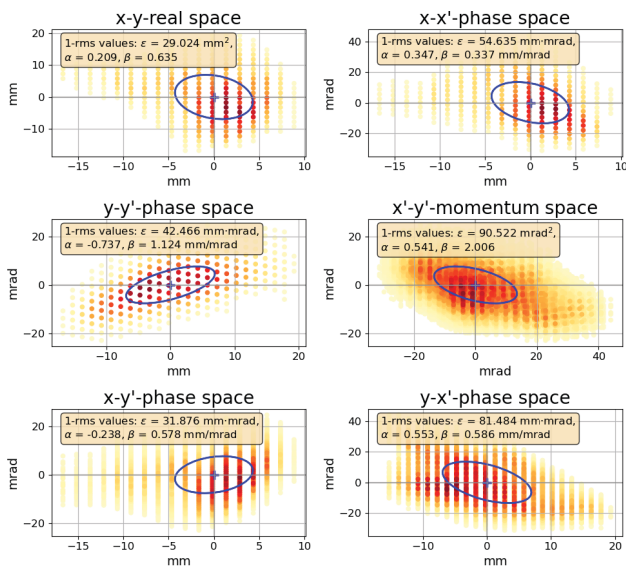 x-y-real space
1-rms values: ε = 29.024 mm²,
α 0.209, β 0.635
20
10
0
−10
mm
−15
−10
−5
0
5
10
mm
x-x'-phase space
1-rms values: ε = 54.635 mm·mrad,
α 0.347, β 0.337 mm/mrad
40
20
0
−20
mrad
−15
−10
−5
0
5
10
mm
y-y'-phase space
1-rms values: ε = 42.466 mm·mrad,
α -0.737, β 1.124 mm/mrad
20
0
−20
mrad
−10
0
10
20
mm
x'-y'-momentum space
1-rms values: ε = 90.522 mrad²,
α 0.541, β 2.006
20
0
−20
mrad
−20
0
20
40
mrad
x-y'-phase space
1-rms values: ε = 31.876 mm·mrad,
α -0.238, β 0.578 mm/mrad
20
0
−20
mrad
−15
−10
−5
0
5
10
mm
y-x'-phase space
1-rms values: ε = 81.484 mm·mrad,
α 0.553, β 0.586 mm/mrad
40
20
0
−20
mrad
−10
0
10
20
mm